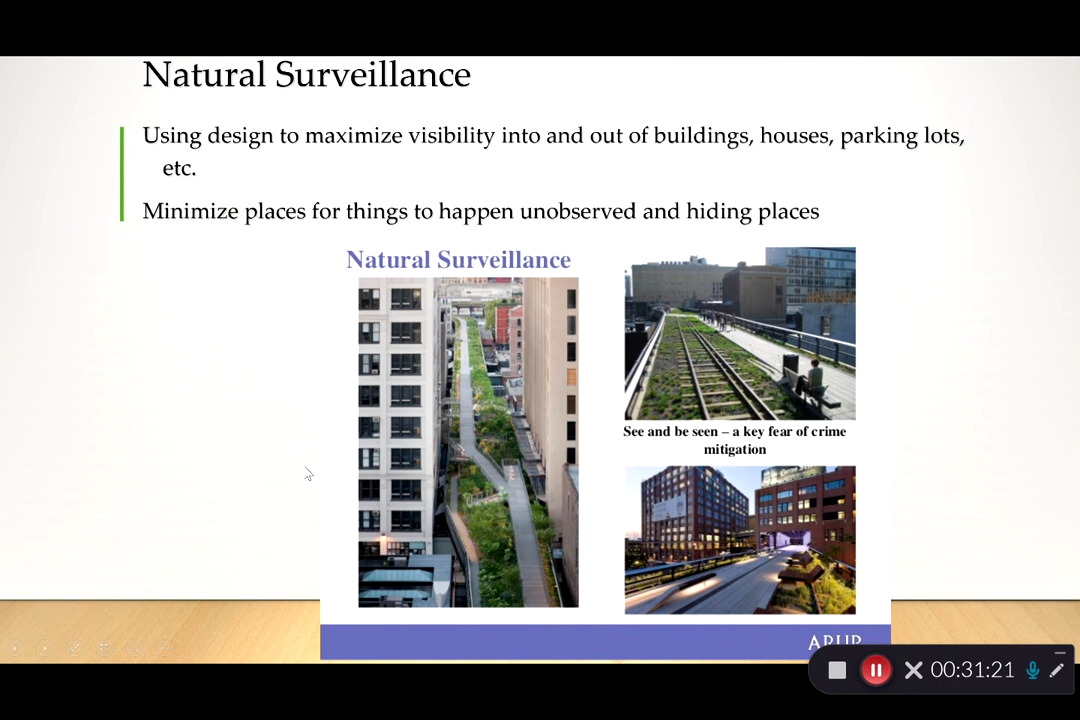 Natural Surveillance
Using design to maximize visibility into and out of buildings, houses, parking lots,
etc.
Minimize places for things to happen unobserved and hiding places
Natural Surveillance
See and be seen – a key fear of crime
mitigation
ARUP
00:31:21